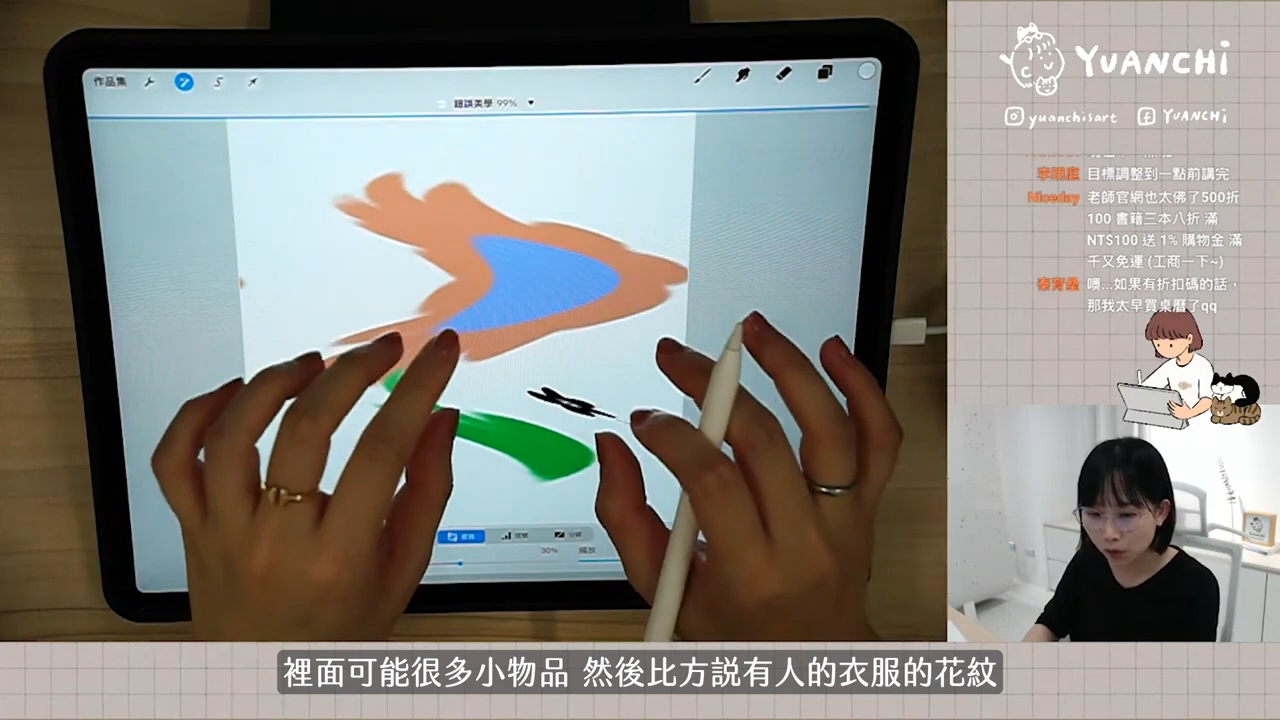 作品集
錯誤美學 99%
30%
縮放
YUANCHi
yuanchisart
YUANCHi
目標調整到一點前講完
Niceday 老師官網也太佛了500折
100 書籍三本八折 滿
NT$100 送 1% 購物金 滿
千又免運 (工商一下~)
噢...如果有折扣碼的話，
那我太早買桌曆了qq
裡面可能很多小物品 然後比方説有人的衣服的花紋